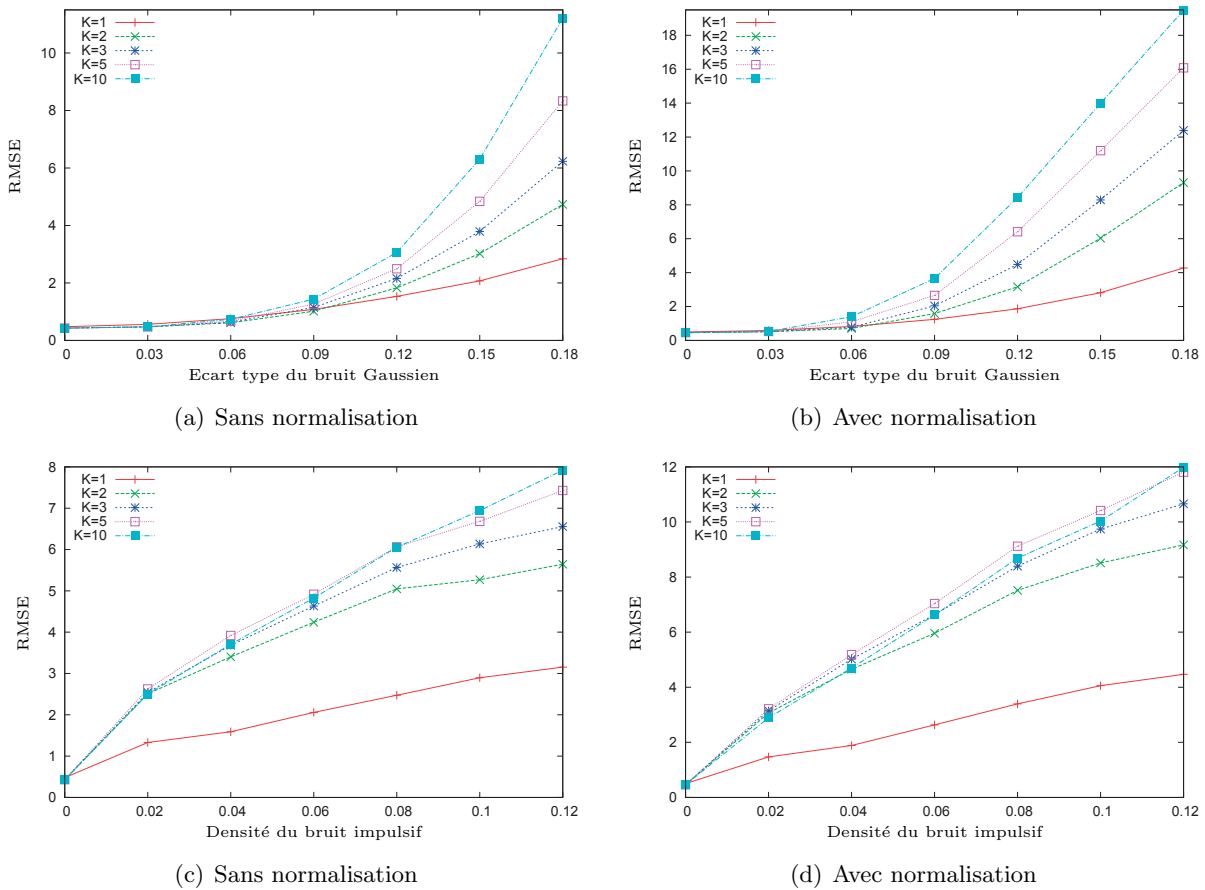 K=1
K=2
K=3
K=5
K=10
RMSE
10
8
6
4
2
0
0 0.03 0.06 0.09 0.12 0.15 0.18
Ecart type du bruit Gaussien
(a) Sans normalisation
K=1
K=2
K=3
K=5
K=10
RMSE
18
16
14
12
10
8
6
4
2
0
0 0.03 0.06 0.09 0.12 0.15 0.18
Ecart type du bruit Gaussien
(b) Avec normalisation
K=1
K=2
K=3
K=5
K=10
RMSE
8
7
6
5
4
3
2
1
0
0 0.02 0.04 0.06 0.08 0.1 0.12
Densité du bruit impulsif
(c) Sans normalisation
K=1
K=2
K=3
K=5
K=10
RMSE
12
10
8
6
4
2
0
0 0.02 0.04 0.06 0.08 0.1 0.12
Densité du bruit impulsif
(d) Avec normalisation